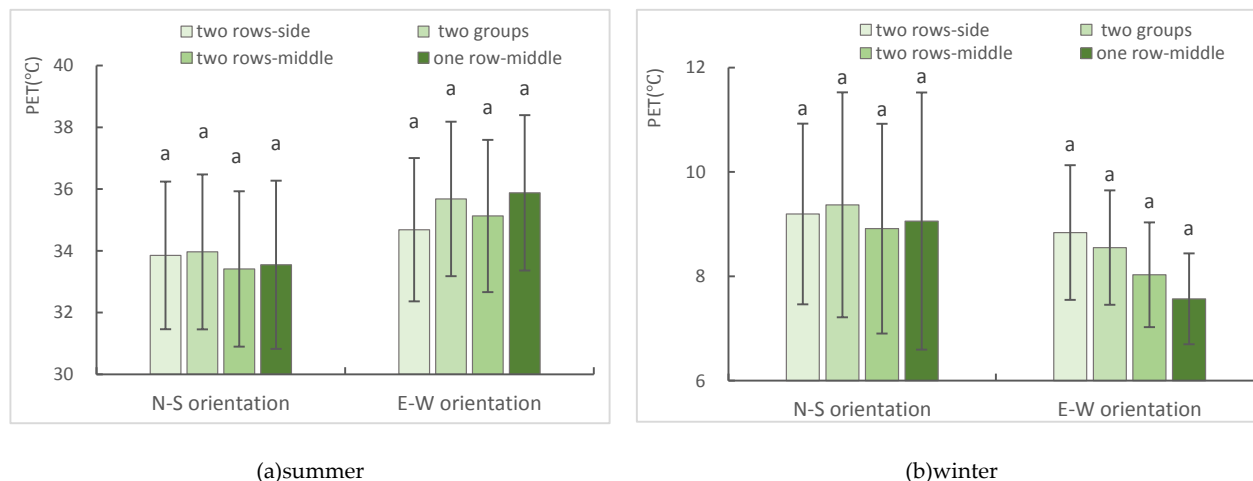 two rows-side two groups
two rows-middle one row-middle
PET(°C)
40
38
36
34
32
30
a a a a a a a a
N-S orientation E-W orientation
(a)summer
two rows-side two groups
two rows-middle one row-middle
PET(°C)
12
10
8
6
a a a a a a a a
N-S orientation E-W orientation
(b)winter